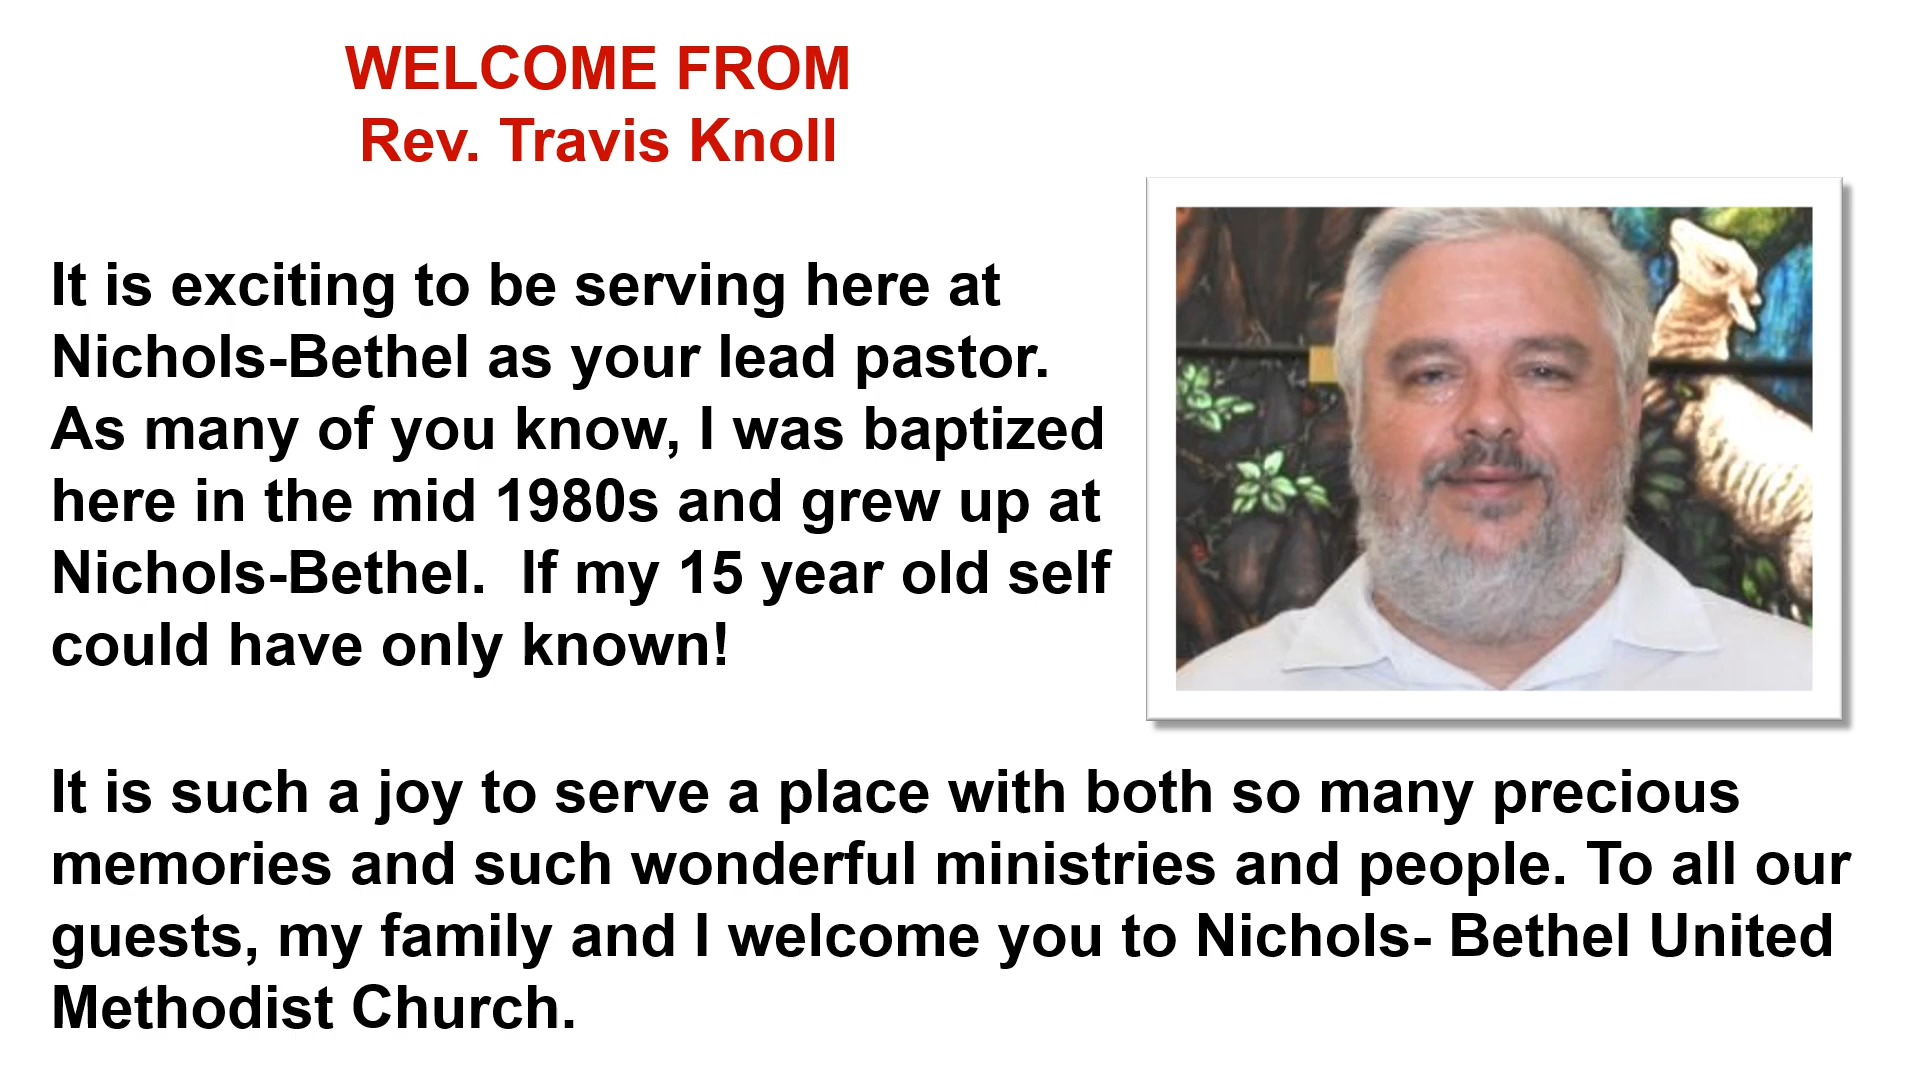 WELCOME FROM
Rev. Travis Knoll
It is exciting to be serving here at
Nichols-Bethel as your lead pastor.
As many of you know, I was baptized
here in the mid 1980s and grew up at
Nichols-Bethel.  If my 15 year old self
could have only known!
It is such a joy to serve a place with both so many precious
memories and such wonderful ministries and people. To all our
guests, my family and I welcome you to Nichols- Bethel United
Methodist Church.